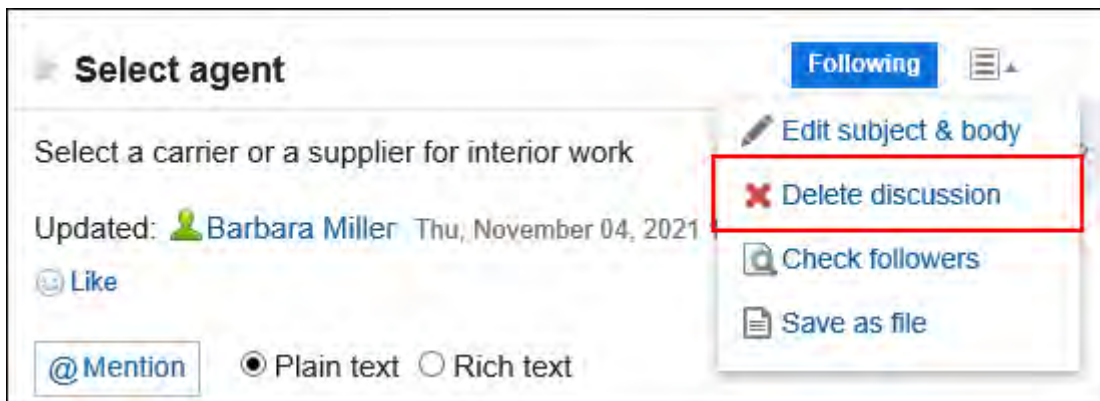 Select agent
Following
Edit subject & body
Select a carrier or a supplier for interior work
Delete discussion
Updated: Barbara Miller Thu, November 04, 2021
Check followers
Like
Save as file
@Mention
Plain text
Rich text